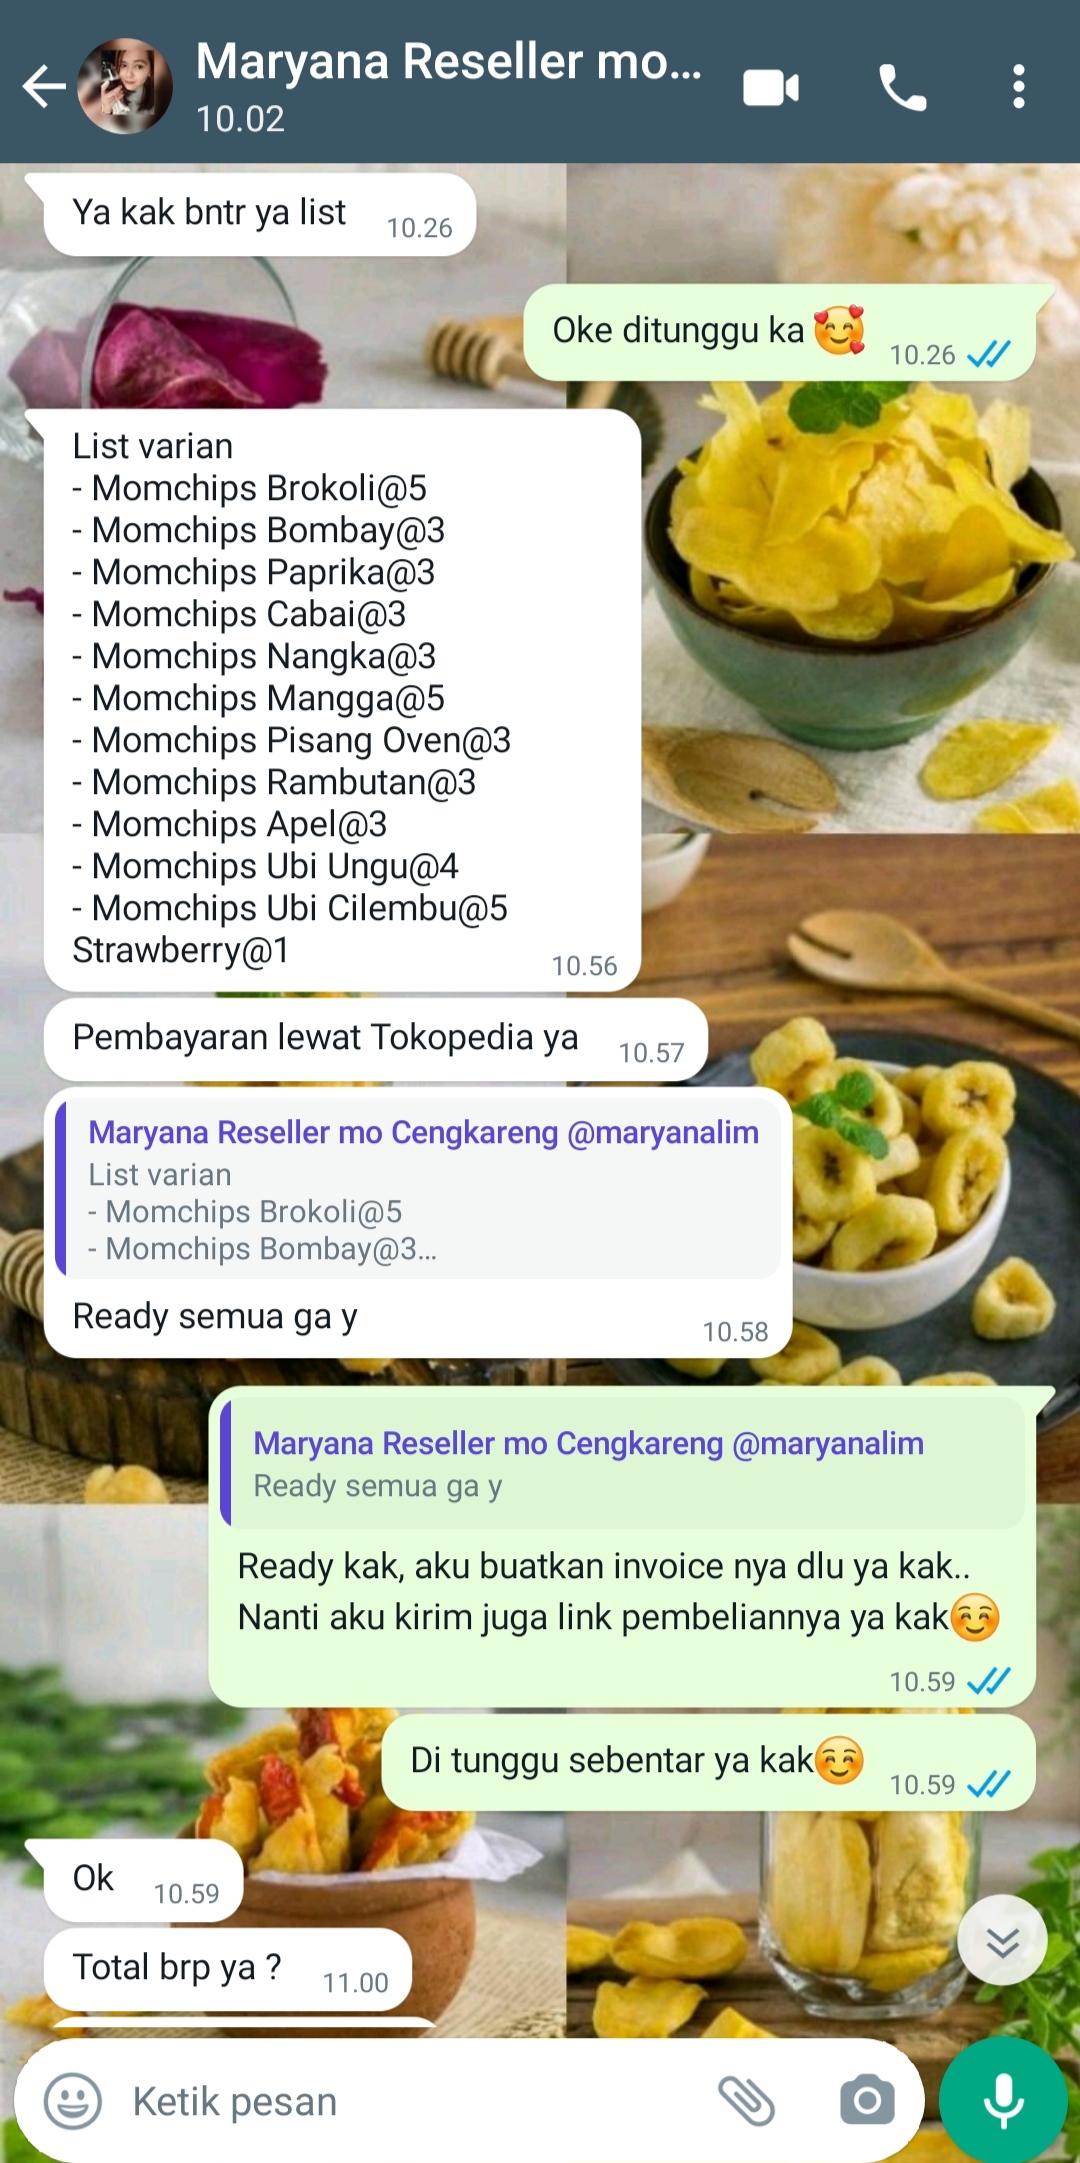 Maryana Reseller mo...
10.02
Ya kak bntr ya list
10.26
Oke ditunggu ka 🥰
10.26
List varian
- Momchips Brokoli@5
- Momchips Bombay@3
- Momchips Paprika@3
- Momchips Cabai@3
- Momchips Nangka@3
- Momchips Mangga@5
- Momchips Pisang Oven@3
- Momchips Rambutan@3
- Momchips Apel@3
- Momchips Ubi Ungu@4
- Momchips Ubi Cilembu@5
Strawberry@1
10.56
Pembayaran lewat Tokopedia ya
10.57
Maryana Reseller mo Cengkareng @maryanalim
List varian
- Momchips Brokoli@5
- Momchips Bombay@3...
Ready semua ga y
10.58
Maryana Reseller mo Cengkareng @maryanalim
Ready semua ga y
Ready kak, aku buatkan invoice nya dlu ya kak..
Nanti aku kirim juga link pembeliannya ya kak☺️
10.59
Di tunggu sebentar ya kak☺️
10.59
Ok
10.59
Total brp ya ?
11.00
Ketik pesan